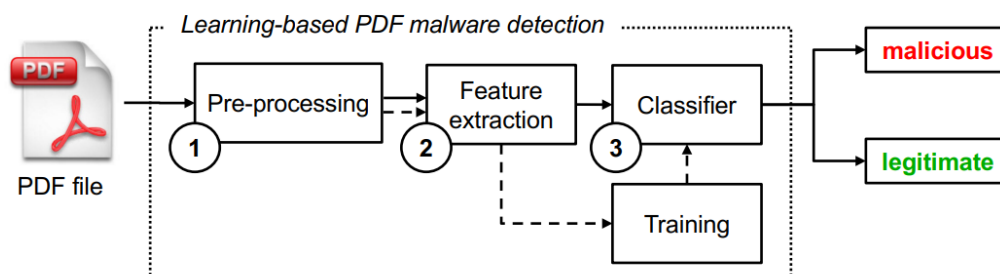 Learning-based PDF malware detection
PDF
PDF file
Pre-processing
1
Feature
extraction
2
Classifier
3
Training
malicious
legitimate